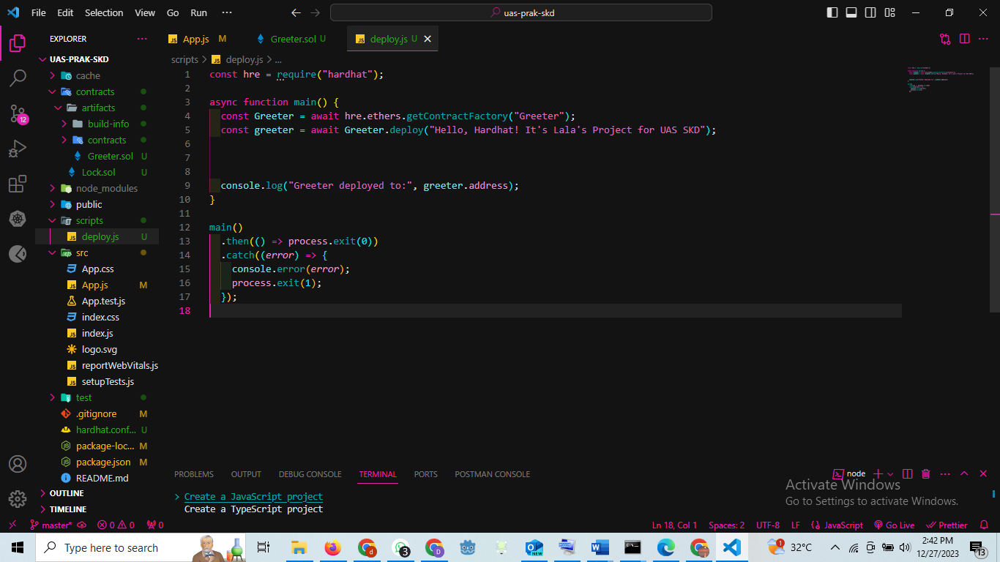 File Edit Selection View Go Run ···
uas-prak-skd
EXPLORER ···
UAS-PRAK-SKD
cache
contracts
artifacts
build-info
contracts
Greeter.sol U
Lock.sol U
node_modules
public
scripts
deploy.js U
src
App.css
App.js M
App.test.js
index.css
index.js
logo.svg
reportWebVitals.js
setupTests.js
test
.gitignore M
hardhat.conf... U
package-loc... M
package.json M
README.md
OUTLINE
TIMELINE
12
App.js M
Greeter.sol U
deploy.js U
scripts > deploy.js > ...
1 const hre = require("hardhat");
2
3 async function main() {
4 const Greeter = await hre.ethers.getContractFactory("Greeter");
5 const greeter = await Greeter.deploy("Hello, Hardhat! It's Lala's Project for UAS SKD");
6
7
8
9 console.log("Greeter deployed to:", greeter.address);
10 }
11
12 main()
13 .then(() => process.exit(0))
14 .catch((error) => {
15 console.error(error);
16 process.exit(1);
17 });
18
PROBLEMS OUTPUT DEBUG CONSOLE TERMINAL PORTS POSTMAN CONSOLE
node
> Create a JavaScript project
Create a TypeScript project
Activate Windows
Go to Settings to activate Windows.
master* 0 0 0
Ln 18, Col 1 Spaces: 2 UTF-8 LF JavaScript Go Live Prettier
Type here to search
3
NEW
1
32°C
2:42 PM
12/27/2023
13